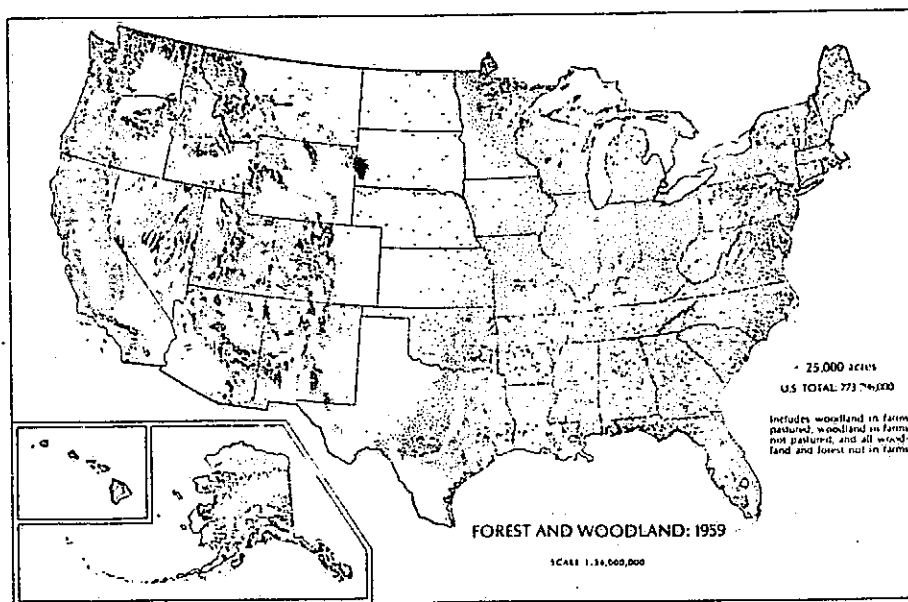 • 25,000 acres
U.S TOTAL: 773
Includes woodland in farms
pastured, woodland in farms
not pastured, and all wood-
land and forest not in farms
FOREST AND WOODLAND: 1959
SCALE